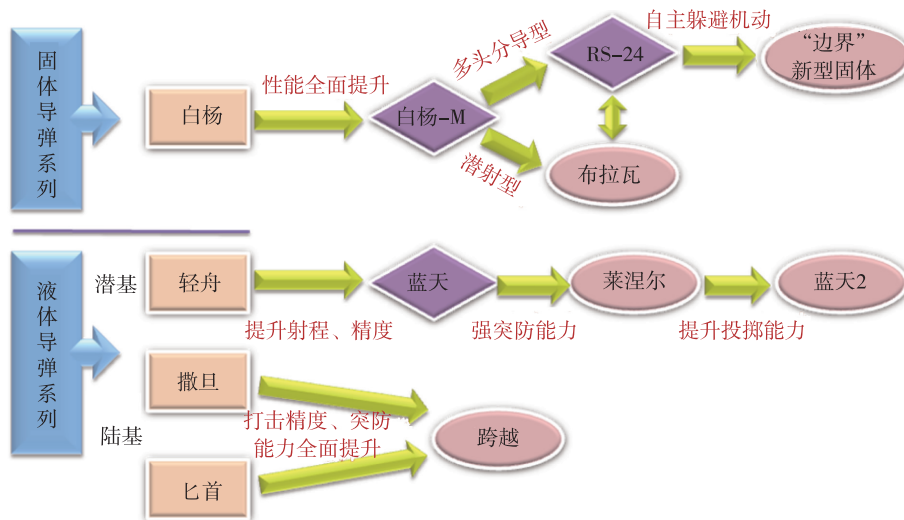 固体导弹系列
白杨
性能全面提升
白杨-M
多头分导型
潜射型
RS-24
布拉瓦
自主躲避机动
“边界”
新型固体
液体导弹系列
潜基
轻舟
提升射程、精度
蓝天
强突防能力
莱涅尔
提升投掷能力
蓝天2
陆基
撒旦
匕首
打击精度、突防
能力全面提升
跨越